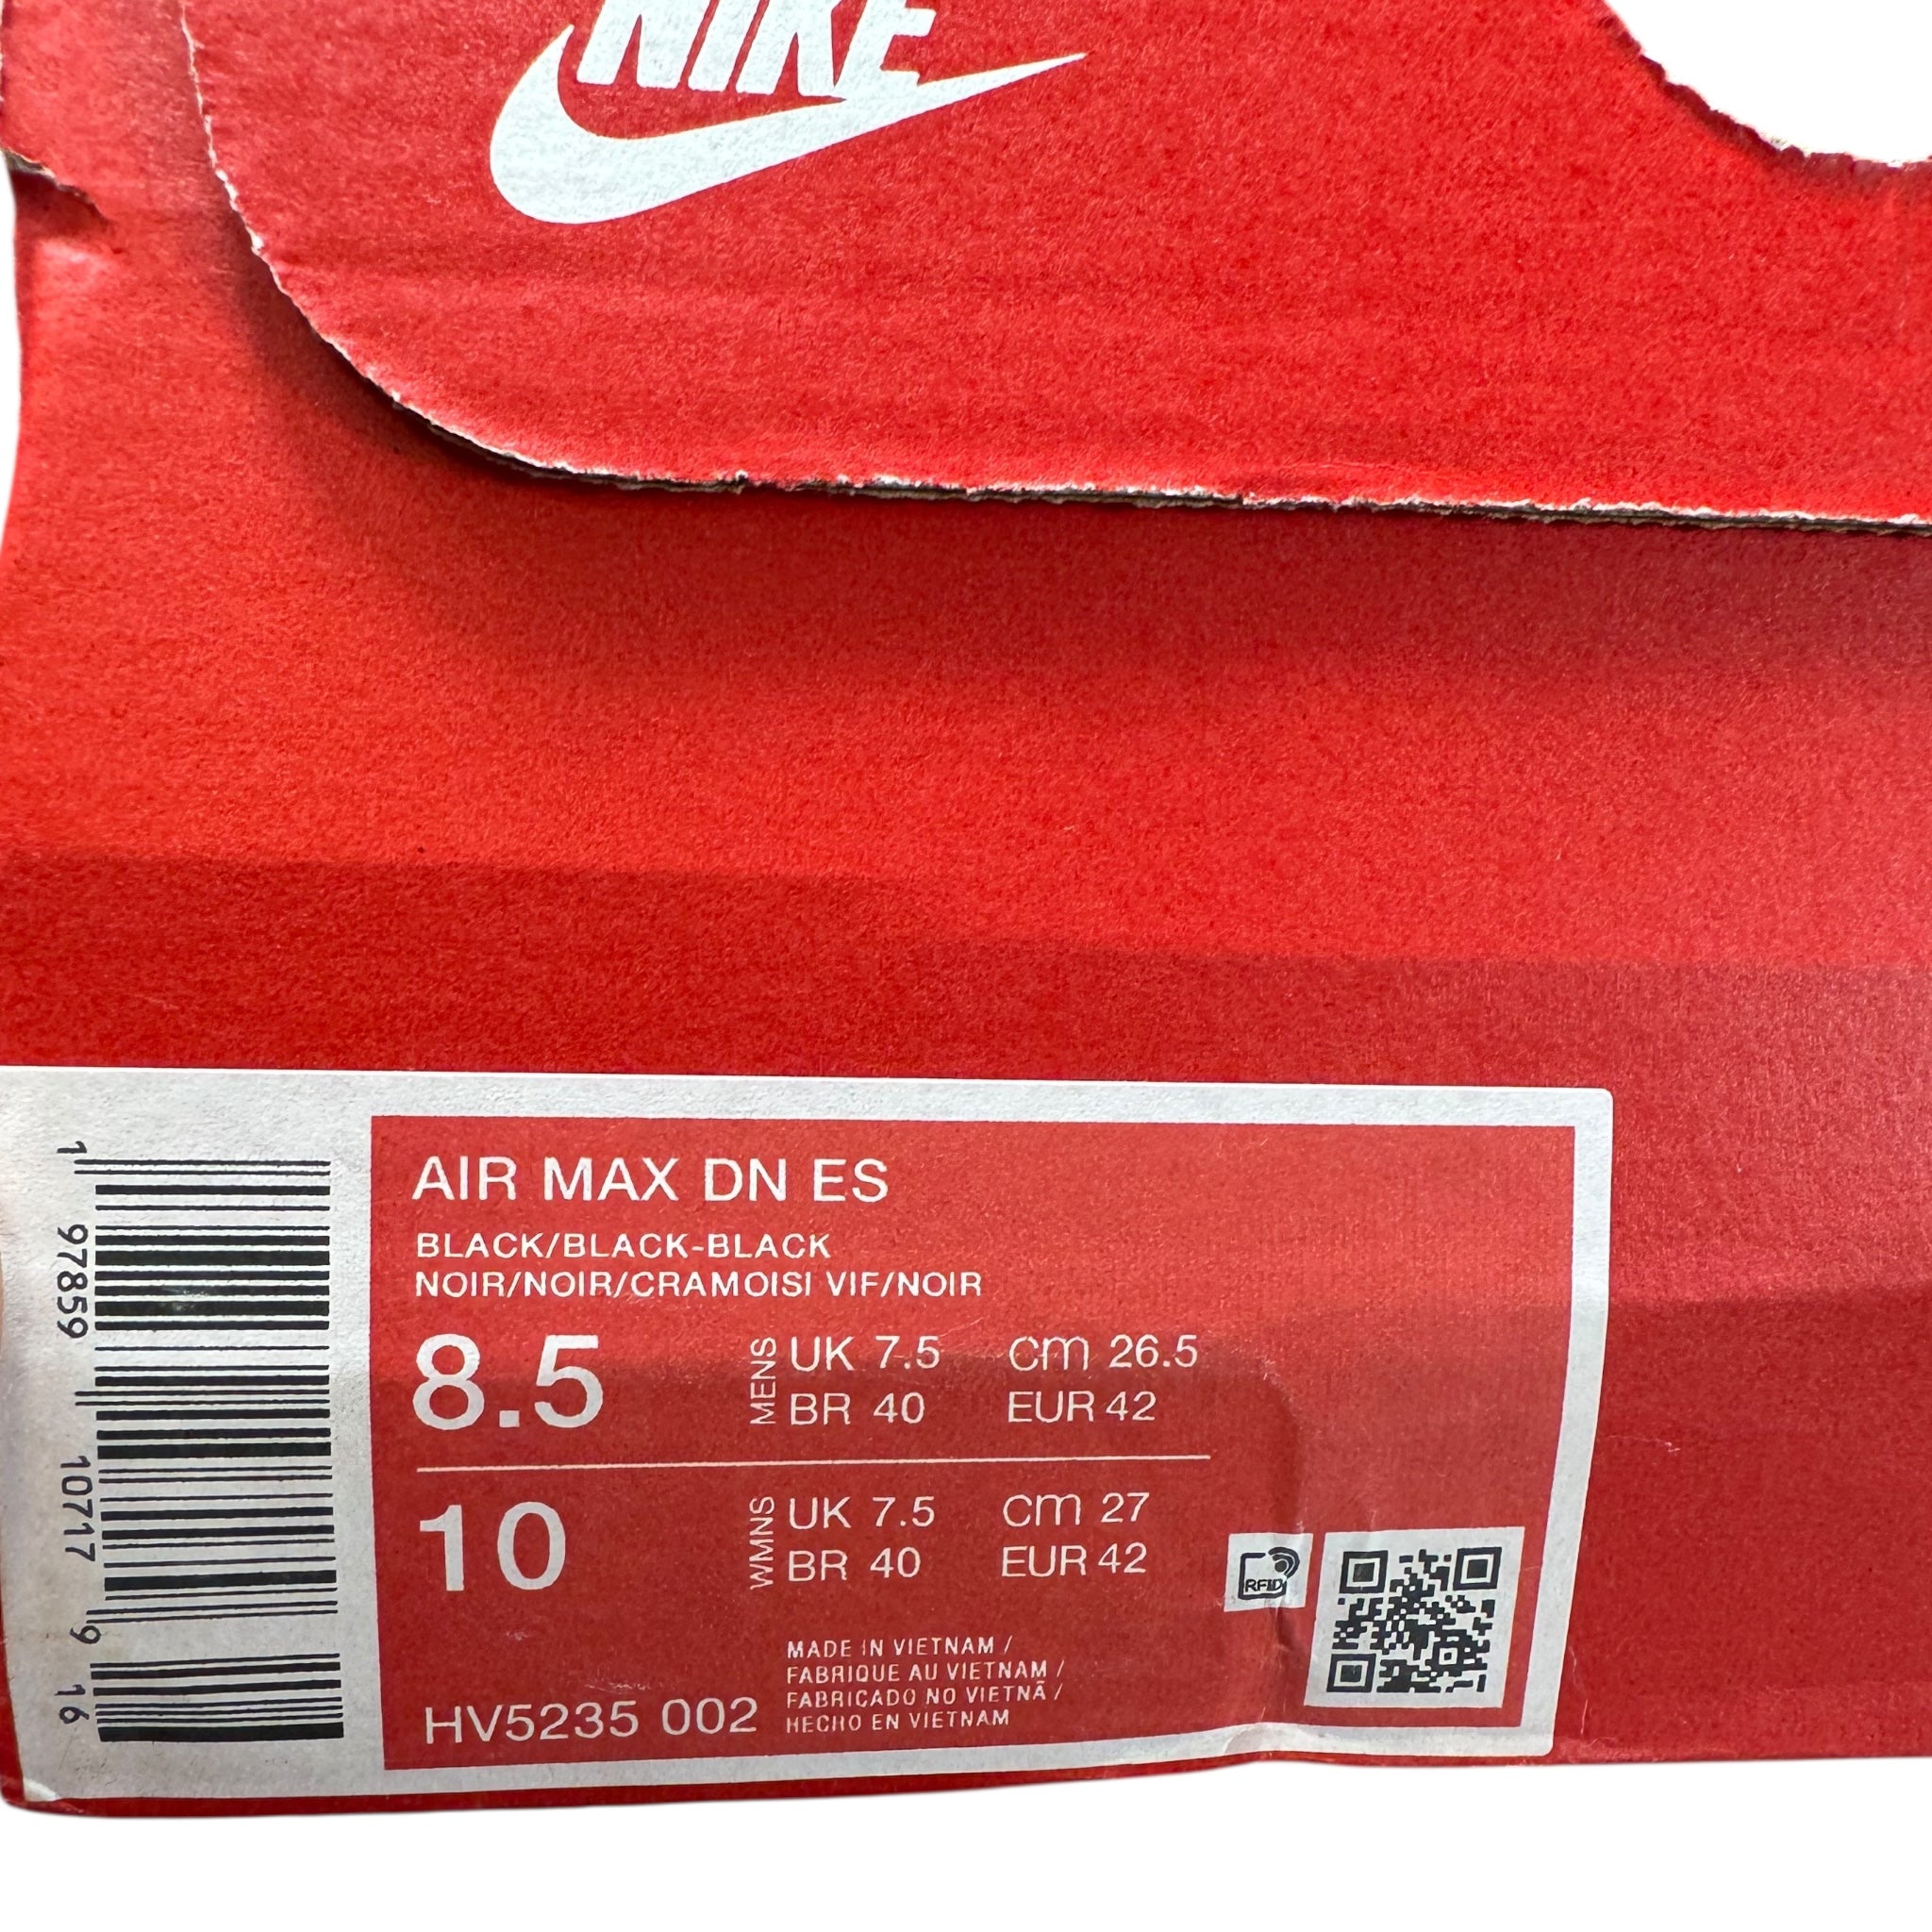 NIKE
AIR MAX DN ES
BLACK/BLACK-BLACK
NOIR/NOIR/CRAMOISI VIF/NOIR
8.5 MENS UK 7.5 cm 26.5
BR 40 EUR 42
10 WMNS UK 7.5 cm 27
BR 40 EUR 42
RFID
MADE IN VIETNAM /
FABRIQUE AU VIETNAM /
FABRICADO NO VIETNÃ /
HECHO EN VIETNAM
HV5235 002
1 97859 10717 9 16